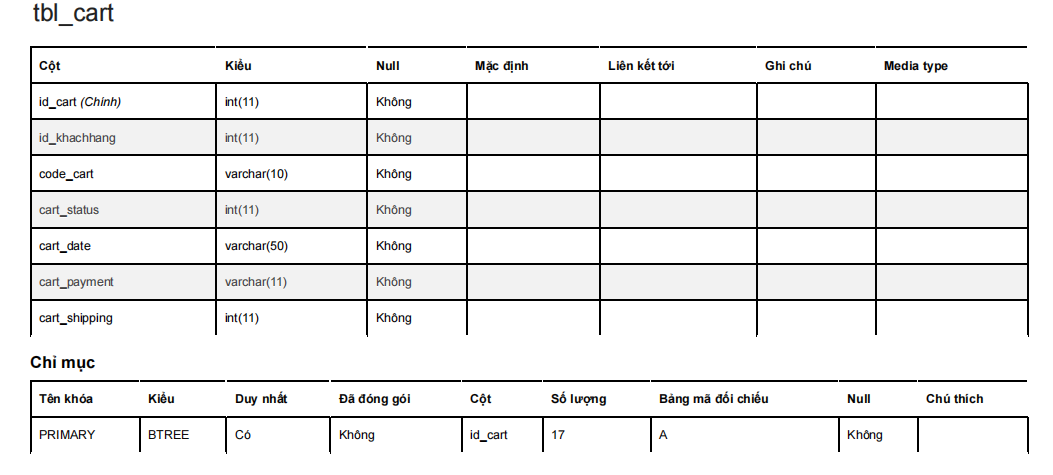 tbl_cart
Cột Kiểu Null Mặc định Liên kết tới Ghi chú Media type
id_cart (Chính) int(11) Không
id_khachhang int(11) Không
code_cart varchar(10) Không
cart_status int(11) Không
cart_date varchar(50) Không
cart_payment varchar(11) Không
cart_shipping int(11) Không
Chỉ mục
Tên khóa Kiểu Duy nhất Đã đóng gói Cột Số lượng Bảng mã đối chiếu Null Chú thích
PRIMARY BTREE Có Không id_cart 17 A Không